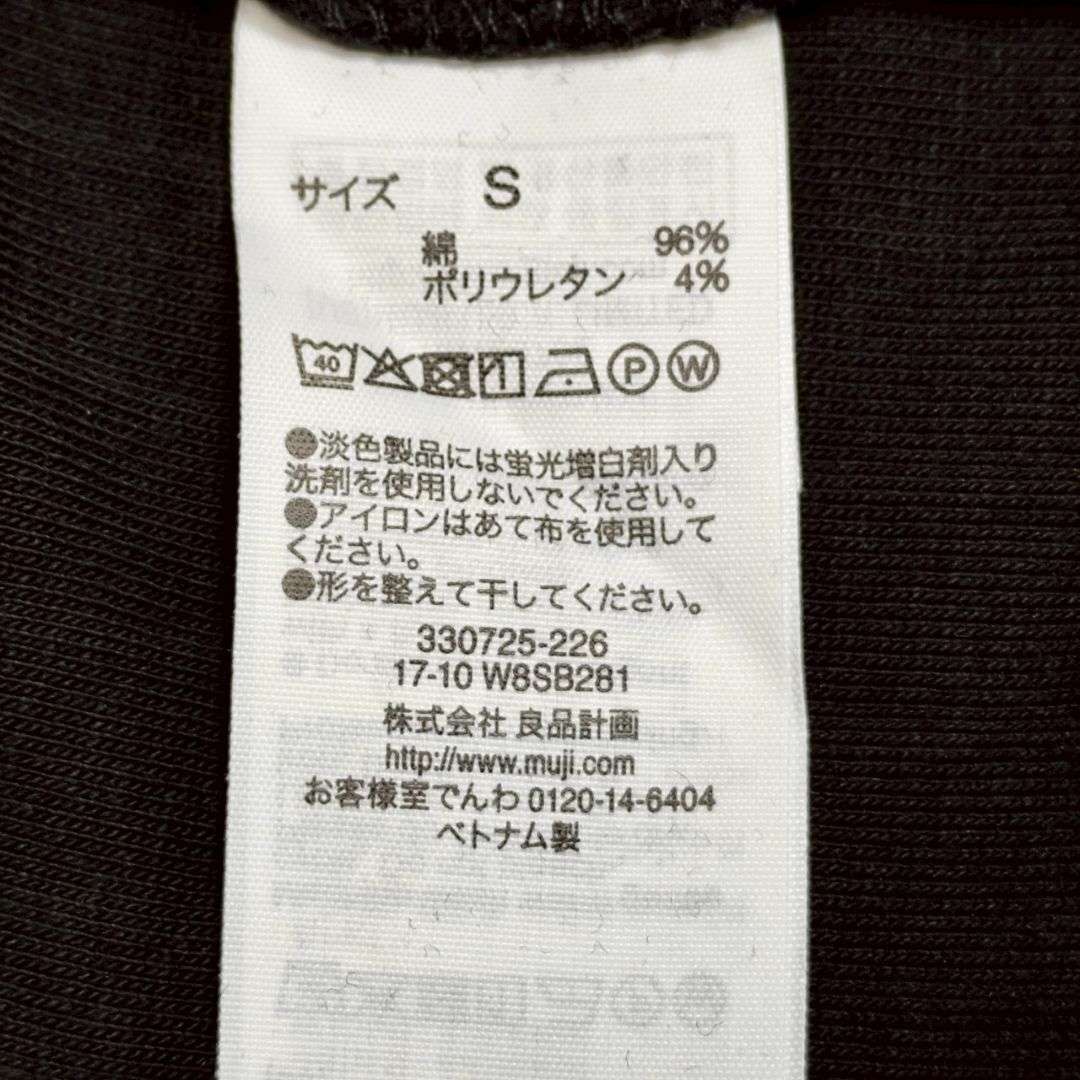 サイズ S
綿 96%
ポリウレタン 4%
40 P W
●淡色製品には蛍光増白剤入り
洗剤を使用しないでください。
●アイロンはあて布を使用して
ください。
●形を整えて干してください。
330725-226
17-10 W8SB281
株式会社 良品計画
http://www.muji.com
お客様室でんわ 0120-14-6404
ベトナム製